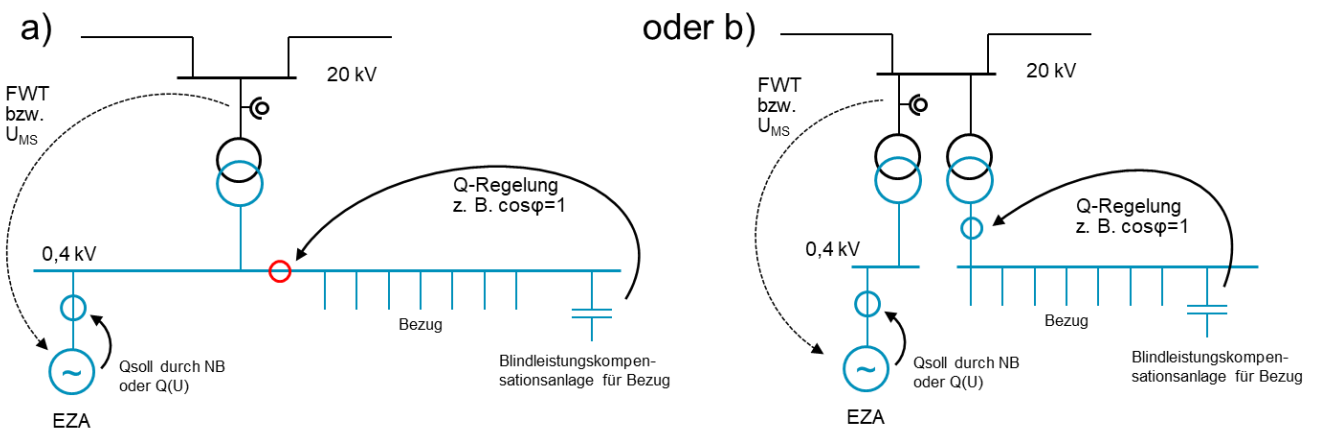 a)
20 kV
FWT
bzw.
U_MS
Q-Regelung
z. B. cosφ=1
0,4 kV
Bezug
~
Qsoll durch NB
oder Q(U)
Blindleistungskompen-
sationsanlage für Bezug
EZA
oder b)
20 kV
FWT
bzw.
U_MS
Q-Regelung
z. B. cosφ=1
0,4 kV
Bezug
~
Qsoll durch NB
oder Q(U)
Blindleistungskompen-
sationsanlage für Bezug
EZA